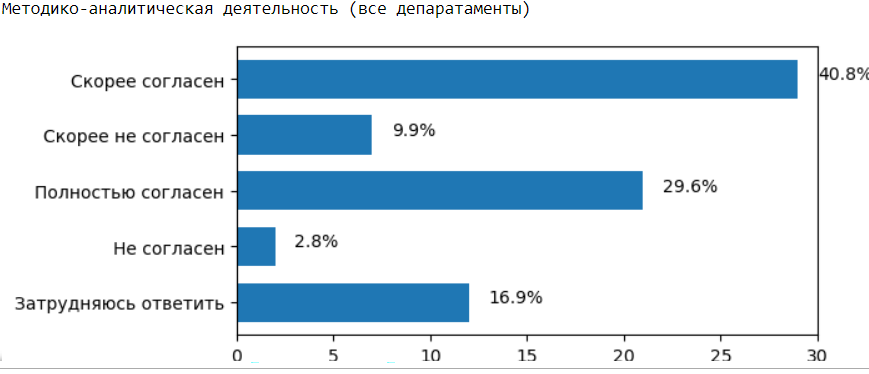 Методико-аналитическая деятельность (все департаменты)
Скорее согласен 40.8%
Скорее не согласен 9.9%
Полностью согласен 29.6%
Не согласен 2.8%
Затрудняюсь ответить 16.9%
0 5 10 15 20 25 30